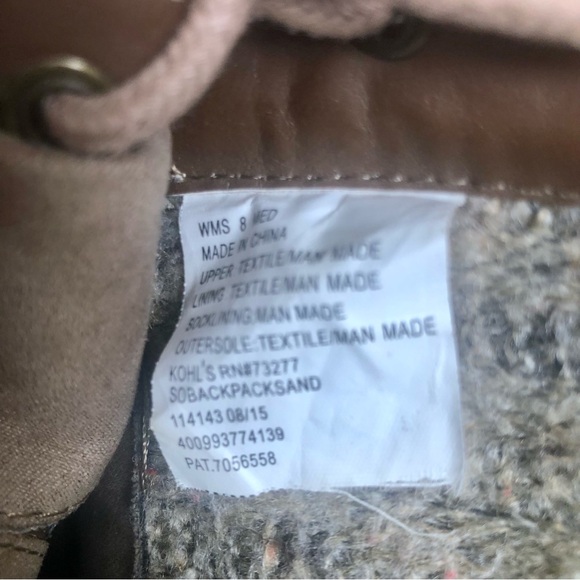 WMS 8 MED
MADE IN CHINA
UPPER TEXTILE/MAN MADE
LINING TEXTILE/MAN MADE
SOCKLINING:MAN MADE
OUTERSOLE:TEXTILE/MAN MADE
KOHL'S RN#73277
SOBACKPACKSAND
114143 08/15
400993774139
PAT.7056558